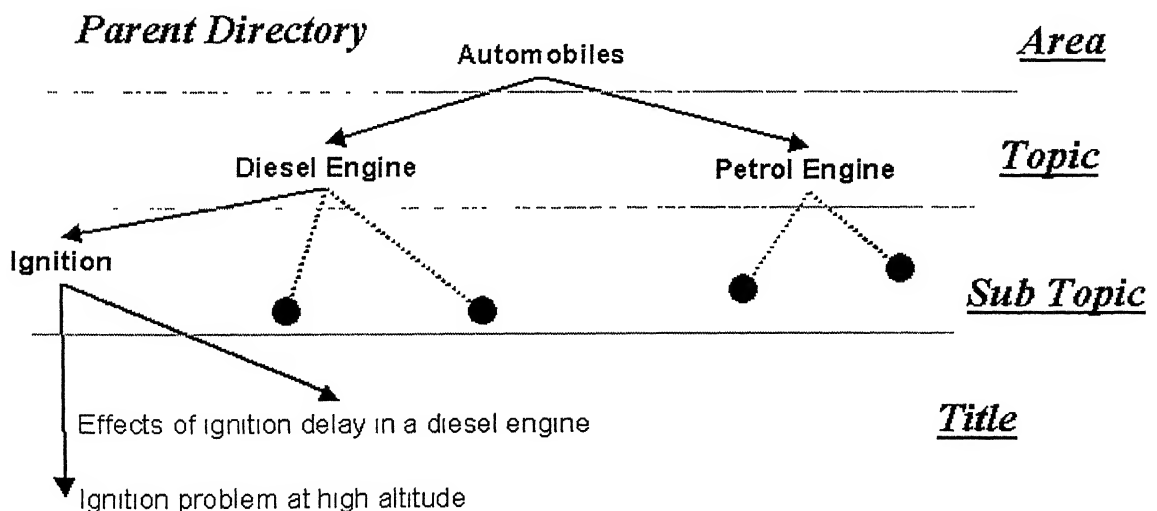 Parent Directory
Automobiles
Area
Diesel Engine
Petrol Engine
Topic
Ignition
Sub Topic
Effects of ignition delay in a diesel engine
Title
Ignition problem at high altitude